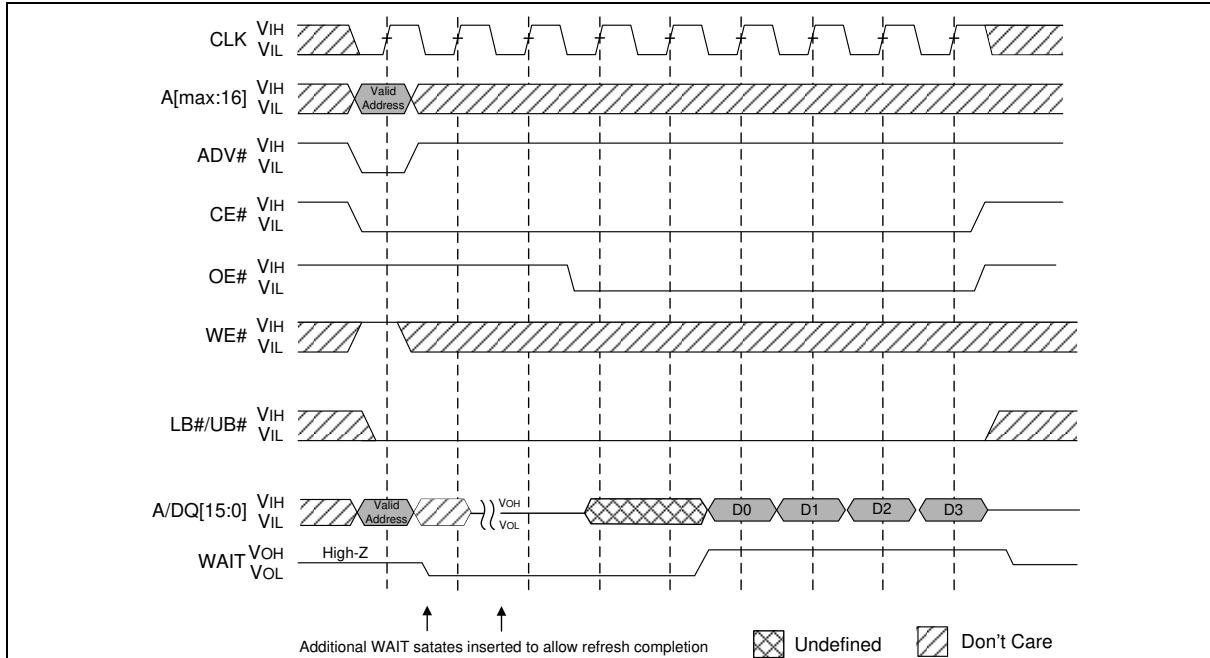 CLK VIH
VIL
A[max:16] VIH
VIL
Valid
Address
ADV# VIH
VIL
CE# VIH
VIL
OE# VIH
VIL
WE# VIH
VIL
LB#/UB# VIH
VIL
A/DQ[15:0] VIH
VIL
Valid
Address
VOH
VOL
D0 D1 D2 D3
WAIT VOH
VOL
High-Z
Additional WAIT satates inserted to allow refresh completion
Undefined
Don't Care